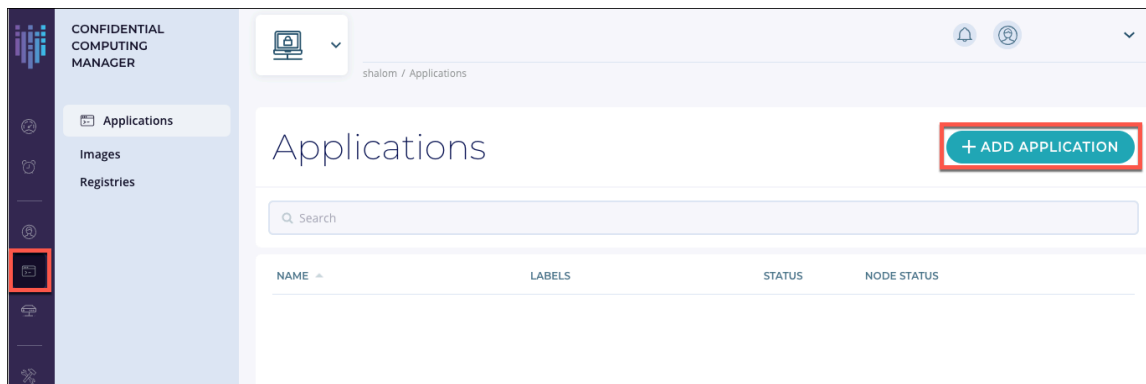 CONFIDENTIAL
COMPUTING
MANAGER
shalom / Applications
Applications
Images
Registries
Applications
+ ADD APPLICATION
Search
NAME LABELS STATUS NODE STATUS